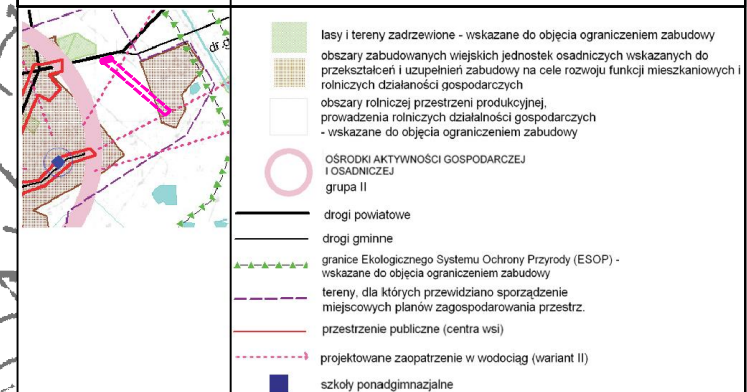 dr.g
lasy i tereny zadrzewione - wskazane do objęcia ograniczeniem zabudowy
obszary zabudowanych wiejskich jednostek osadniczych wskazanych do
przekształceń i uzupełnień zabudowy na cele rozwoju funkcji mieszkaniowych i
rolniczych działaności gospodarczych
obszary rolniczej przestrzeni produkcyjnej,
prowadzenia rolniczych działalności gospodarczych
- wskazane do objęcia ograniczeniem zabudowy
OŚRODKI AKTYWNOŚCI GOSPODARCZEJ
I OSADNICZEJ
grupa II
drogi powiatowe
drogi gminne
granice Ekologicznego Systemu Ochrony Przyrody (ESOP) -
wskazane do objęcia ograniczeniem zabudowy
tereny, dla których przewidziano sporządzenie
miejscowych planów zagospodarowania przestrz.
przestrzenie publiczne (centra wsi)
projektowane zaopatrzenie w wodociąg (wariant II)
szkoły ponadgimnazjalne